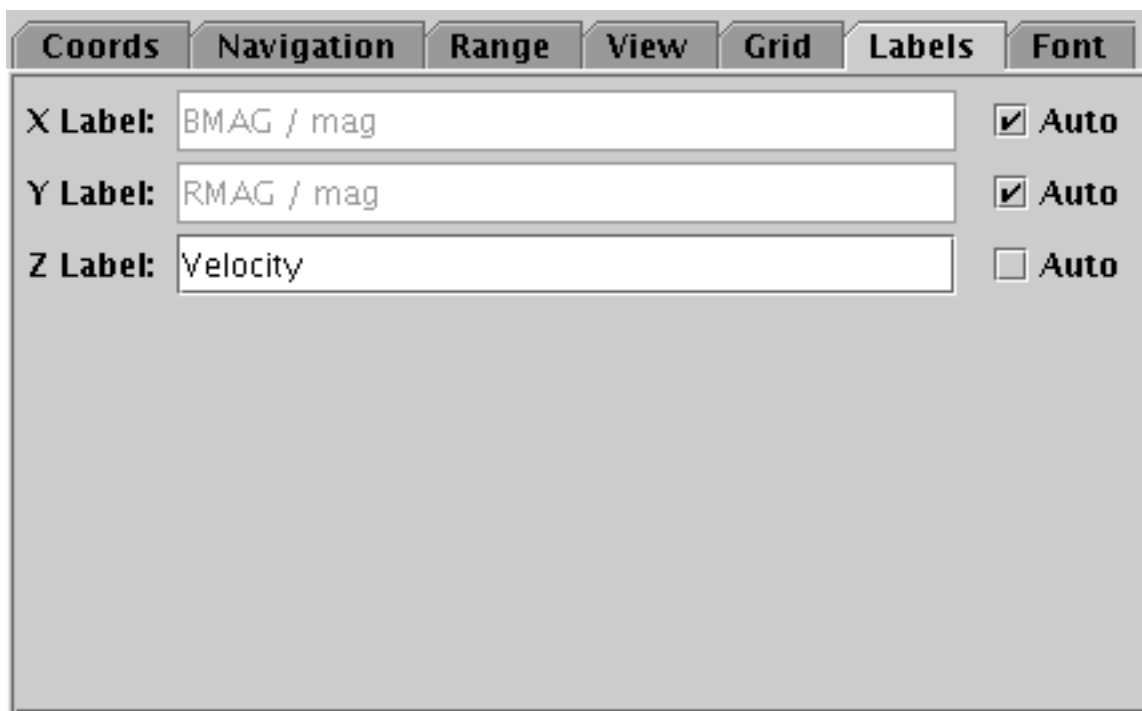 Coords Navigation Range View Grid Labels Font
X Label: BMAG / mag Auto
Y Label: RMAG / mag Auto
Z Label: Velocity Auto